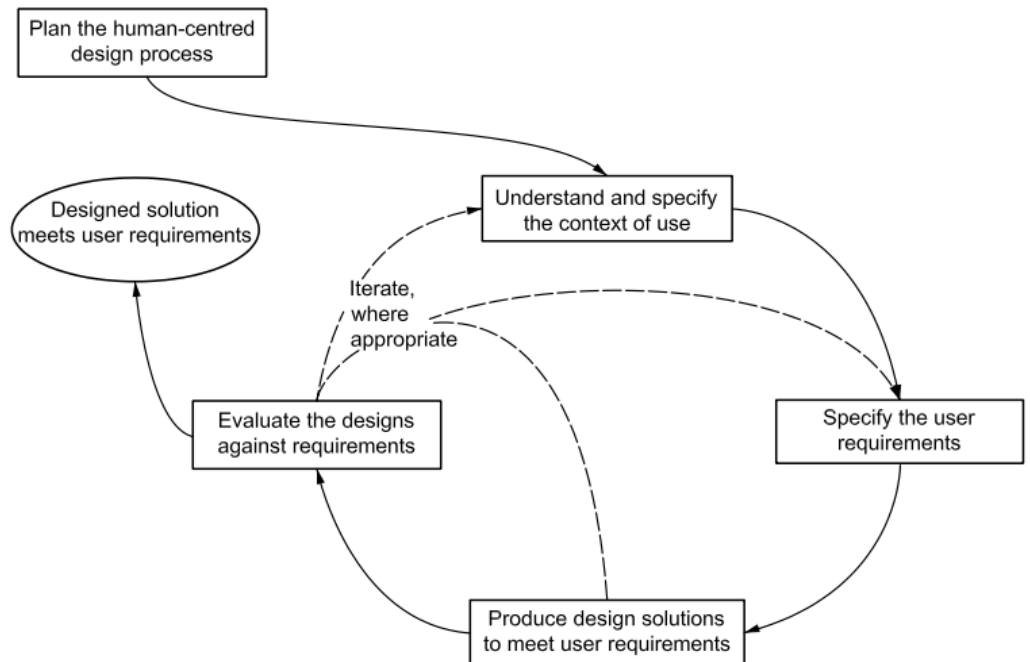 Plan the human-centred
design process
Understand and specify
the context of use
Designed solution
meets user requirements
Iterate,
where
appropriate
Evaluate the designs
against requirements
Specify the user
requirements
Produce design solutions
to meet user requirements